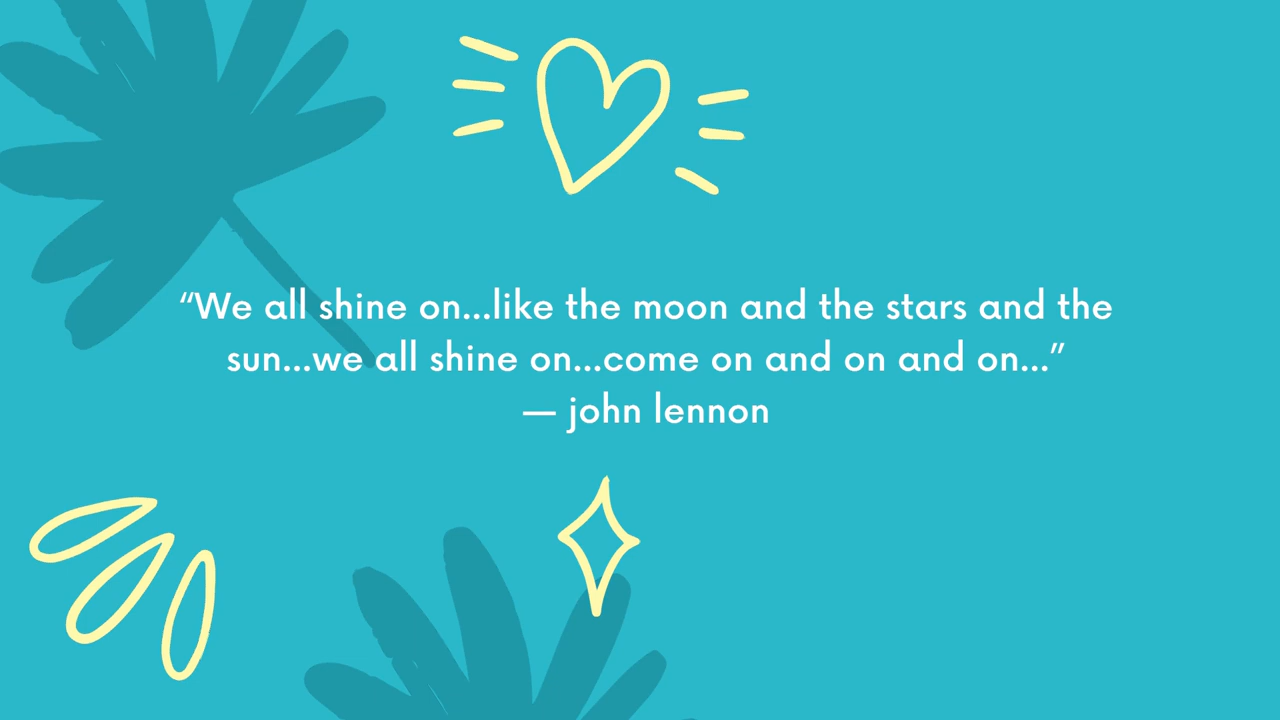 “We all shine on...like the moon and the stars and the
sun...we all shine on...come on and on and on...”
— john lennon